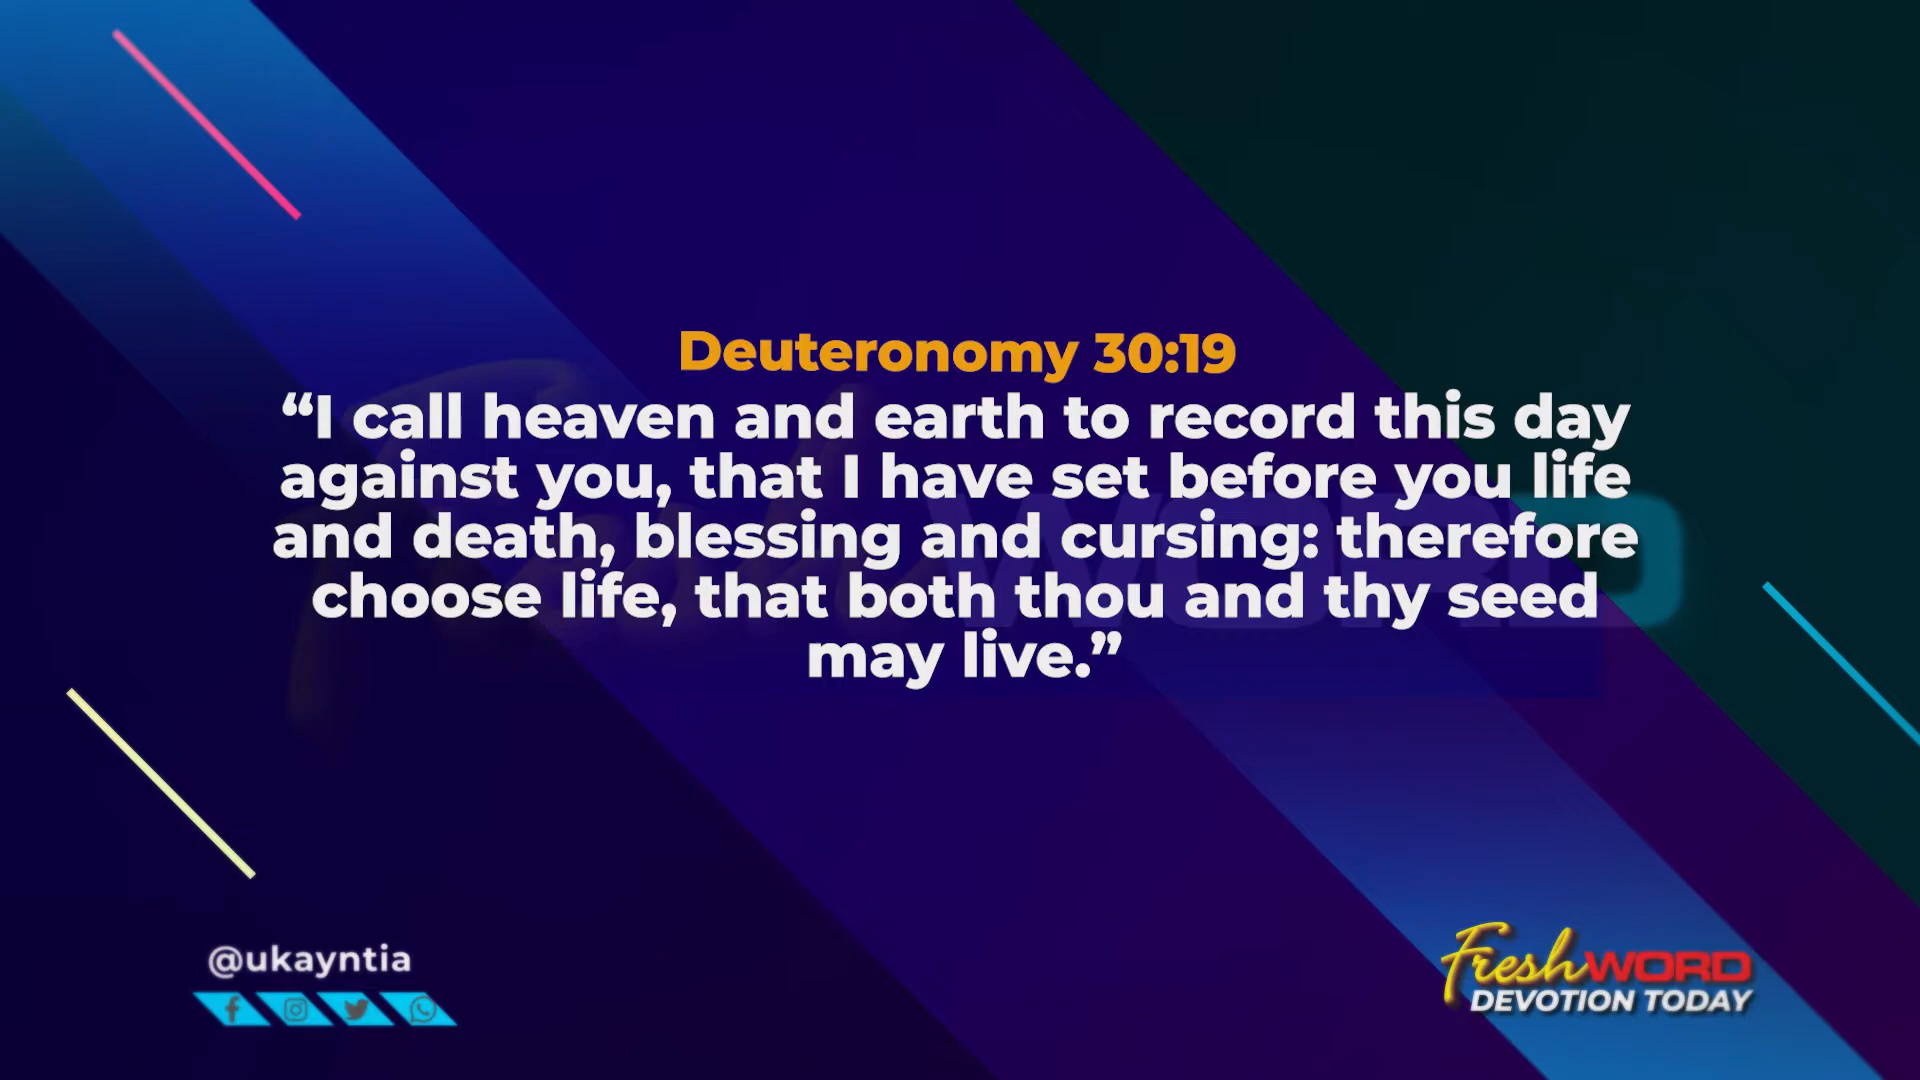 Deuteronomy 30:19
“I call heaven and earth to record this day
against you, that I have set before you life
and death, blessing and cursing: therefore
choose life, that both thou and thy seed
may live.”
@ukayntia
FreshWORD
DEVOTION TODAY